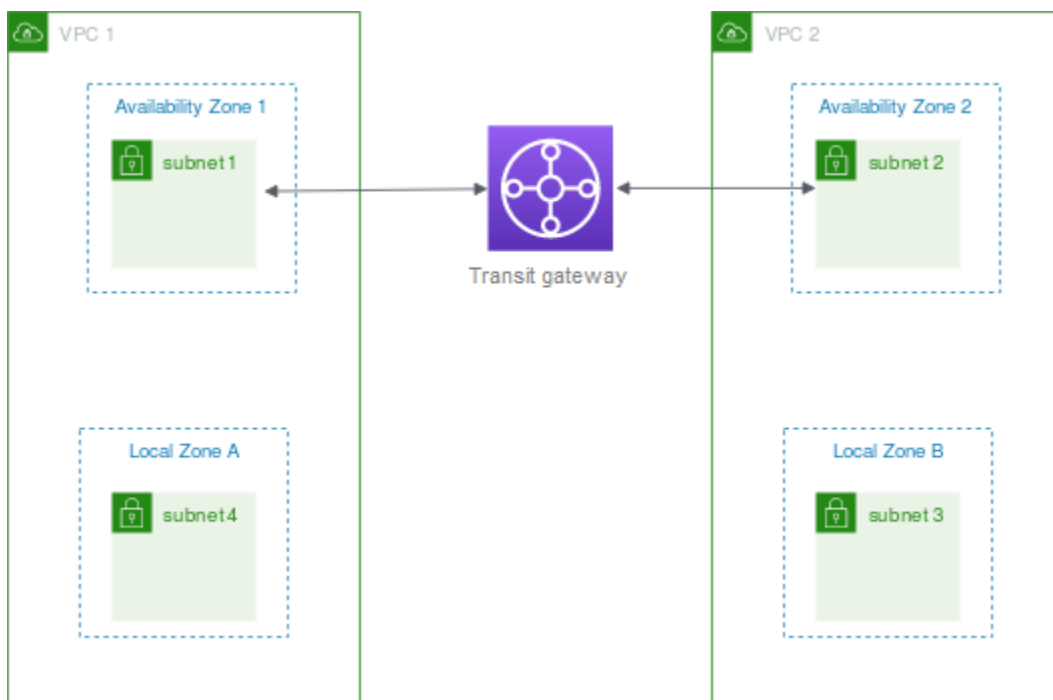 VPC 1
VPC 2
Availability Zone 1
Availability Zone 2
subnet 1
subnet 2
Transit gateway
Local Zone A
Local Zone B
subnet 4
subnet 3